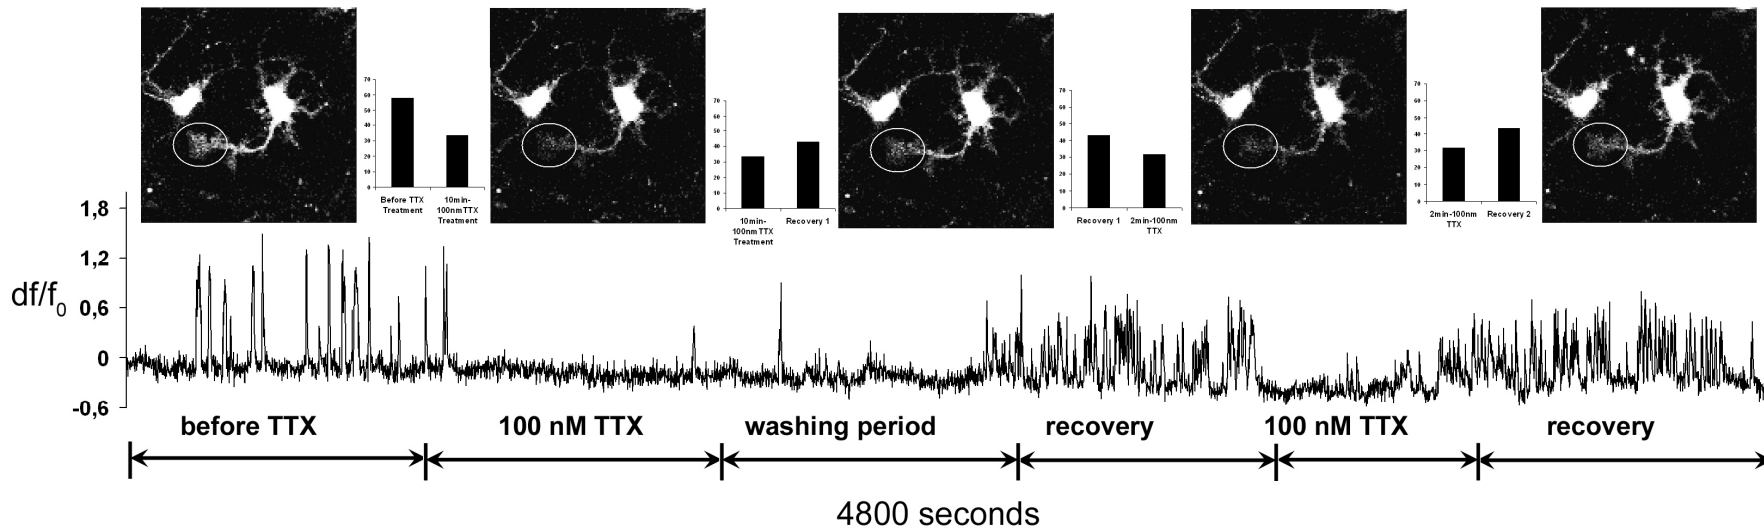 70
60
50
40
30
20
10
0
Before TTX
Treatment
10min-
100nmTTX
Treatment
70
60
50
40
30
20
10
0
10min-
100nm TTX
Treatment
Recovery 1
70
60
50
40
30
20
10
0
Recovery 1
2min-100nm
TTX
70
60
50
40
30
20
10
0
2min-100nm
TTX
Recovery 2
df/f0
1,8
1,2
0,6
0
-0,6
before TTX
100 nM TTX
washing period
recovery
100 nM TTX
recovery
4800 seconds